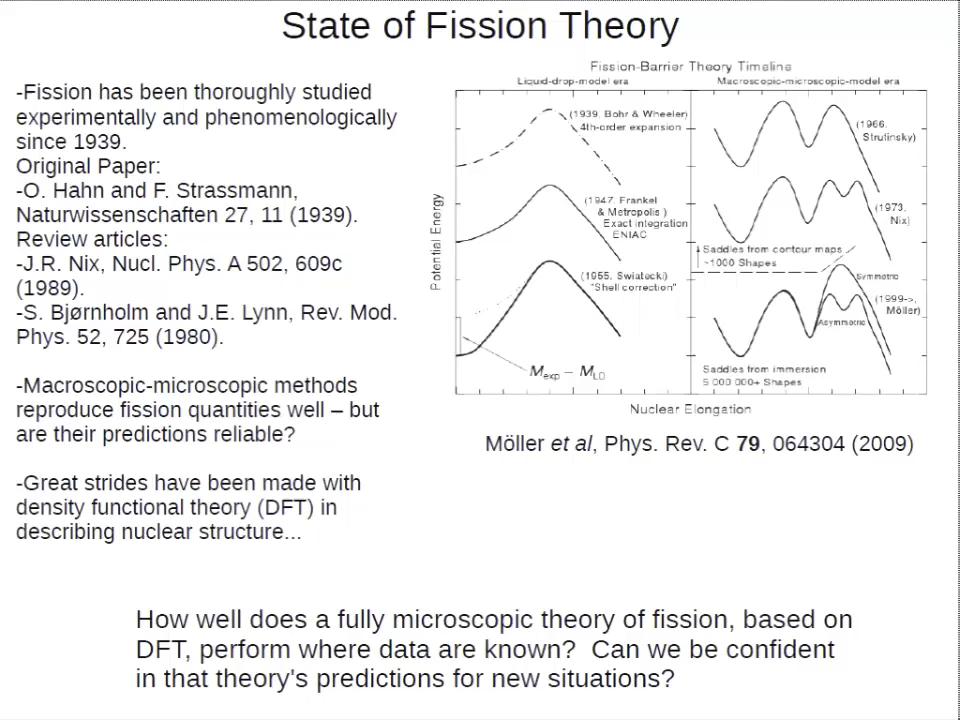 State of Fission Theory
-Fission has been thoroughly studied
experimentally and phenomenologically
since 1939.
Original Paper:
-O. Hahn and F. Strassmann,
Naturwissenschaften 27, 11 (1939).
Review articles:
-J.R. Nix, Nucl. Phys. A 502, 609c
(1989).
-S. Bjørnholm and J.E. Lynn, Rev. Mod.
Phys. 52, 725 (1980).
-Macroscopic-microscopic methods
reproduce fission quantities well – but
are their predictions reliable?
-Great strides have been made with
density functional theory (DFT) in
describing nuclear structure...
Fission-Barrier Theory Timeline
Liquid-drop-model era
Macroscopic-microscopic-model era
Potential Energy
(1939, Bohr & Wheeler)
4th-order expansion
(1947, Frankel
& Metropolis )
Exact integration
ENIAC
(1955, Swiatecki)
"Shell correction"
Mexp – MLD
(1966,
Strutinsky)
(1973,
Nix)
Saddles from contour maps
~1000 Shapes
Symmetric
(1999->,
Möller)
Asymmetric
Saddles from immersion
5 000 000+ Shapes
Nuclear Elongation
Möller et al, Phys. Rev. C 79, 064304 (2009)
How well does a fully microscopic theory of fission, based on
DFT, perform where data are known? Can we be confident
in that theory's predictions for new situations?